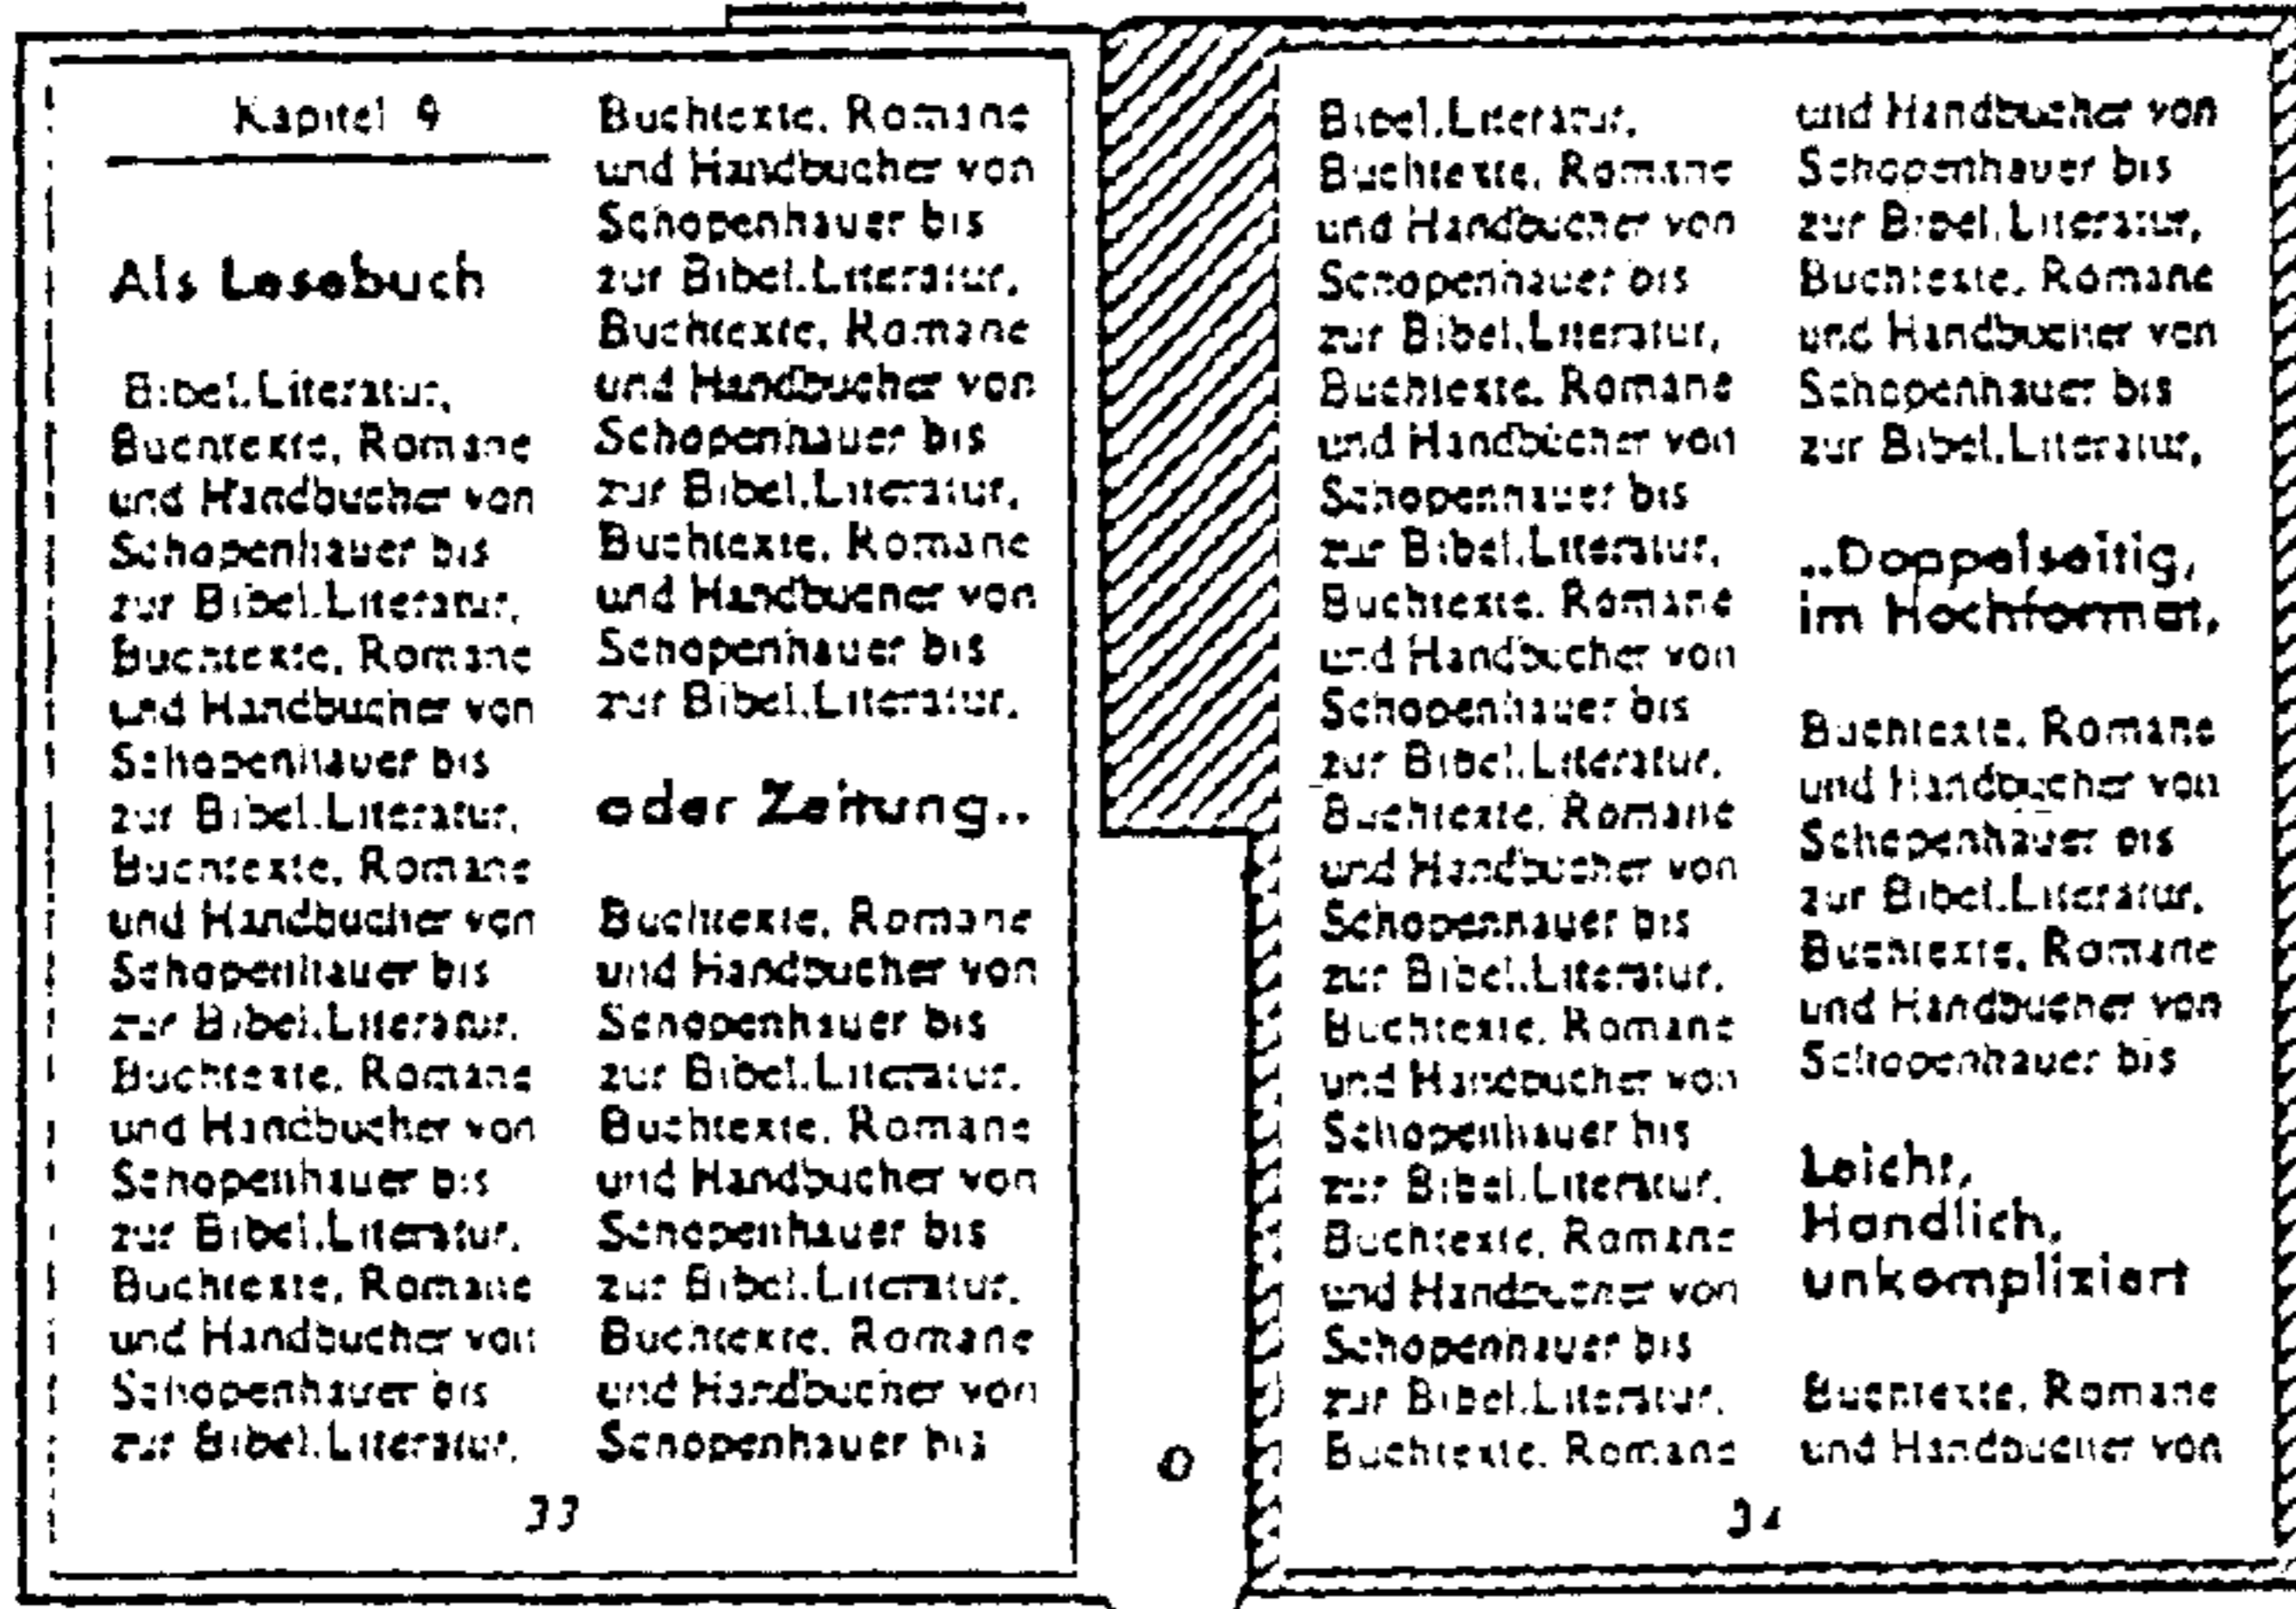 Kapitel 9
Als Lesebuch
Bibel.Literatur,
Buchtexte, Romane
und Handbucher von
Schopenhauer bis
zur Bibel.Literatur,
Buchtexte, Romane
und Handbucher von
Schopenhauer bis
zur Bibel.Literatur,
Buchtexte, Romane
und Handbucher von
Schopenhauer bis
zur Bibel.Literatur,
Buchtexte, Romane
und Handbucher von
Schopenhauer bis
zur Bibel.Literatur,
Buchtexte, Romane
und Handbucher von
Schopenhauer bis
zur Bibel.Literatur,
Buchtexte, Romane
und Handbucher von
Schopenhauer bis
zur Bibel.Literatur,
Buchtexte, Romane
und Handbucher von
Schopenhauer bis
zur Bibel.Literatur,
Buchtexte, Romane
und Handbucher von
Schopenhauer bis
zur Bibel.Literatur,
oder Zeitung..
Buchtexte, Romane
und Handbucher von
Schopenhauer bis
zur Bibel.Literatur,
Buchtexte, Romane
und Handbucher von
Schopenhauer bis
zur Bibel.Literatur,
Buchtexte, Romane
und Handbucher von
Schopenhauer bis
33
Bibel.Literatur,
Buchtexte, Romane
und Handbucher von
Schopenhauer bis
zur Bibel.Literatur,
Buchtexte, Romane
und Handbucher von
Schopenhauer bis
zur Bibel.Literatur,
Buchtexte, Romane
und Handbucher von
Schopenhauer bis
zur Bibel.Literatur,
Buchtexte, Romane
und Handbucher von
Schopenhauer bis
zur Bibel.Literatur,
Buchtexte, Romane
und Handbucher von
Schopenhauer bis
zur Bibel.Literatur,
Buchtexte, Romane
und Handbucher von
Schopenhauer bis
zur Bibel.Literatur,
Buchtexte, Romane
und Handbucher von
Schopenhauer bis
zur Bibel.Literatur,
Buchtexte, Romane
und Handbucher von
Schopenhauer bis
zur Bibel.Literatur,
..Doppelseitig,
im Hochformat,
Buchtexte, Romane
und Handbucher von
Schopenhauer bis
zur Bibel.Literatur,
Buchtexte, Romane
und Handbucher von
Schopenhauer bis
Leicht,
Handlich,
unkompliziert
Buchtexte, Romane
und Handbucher von
34